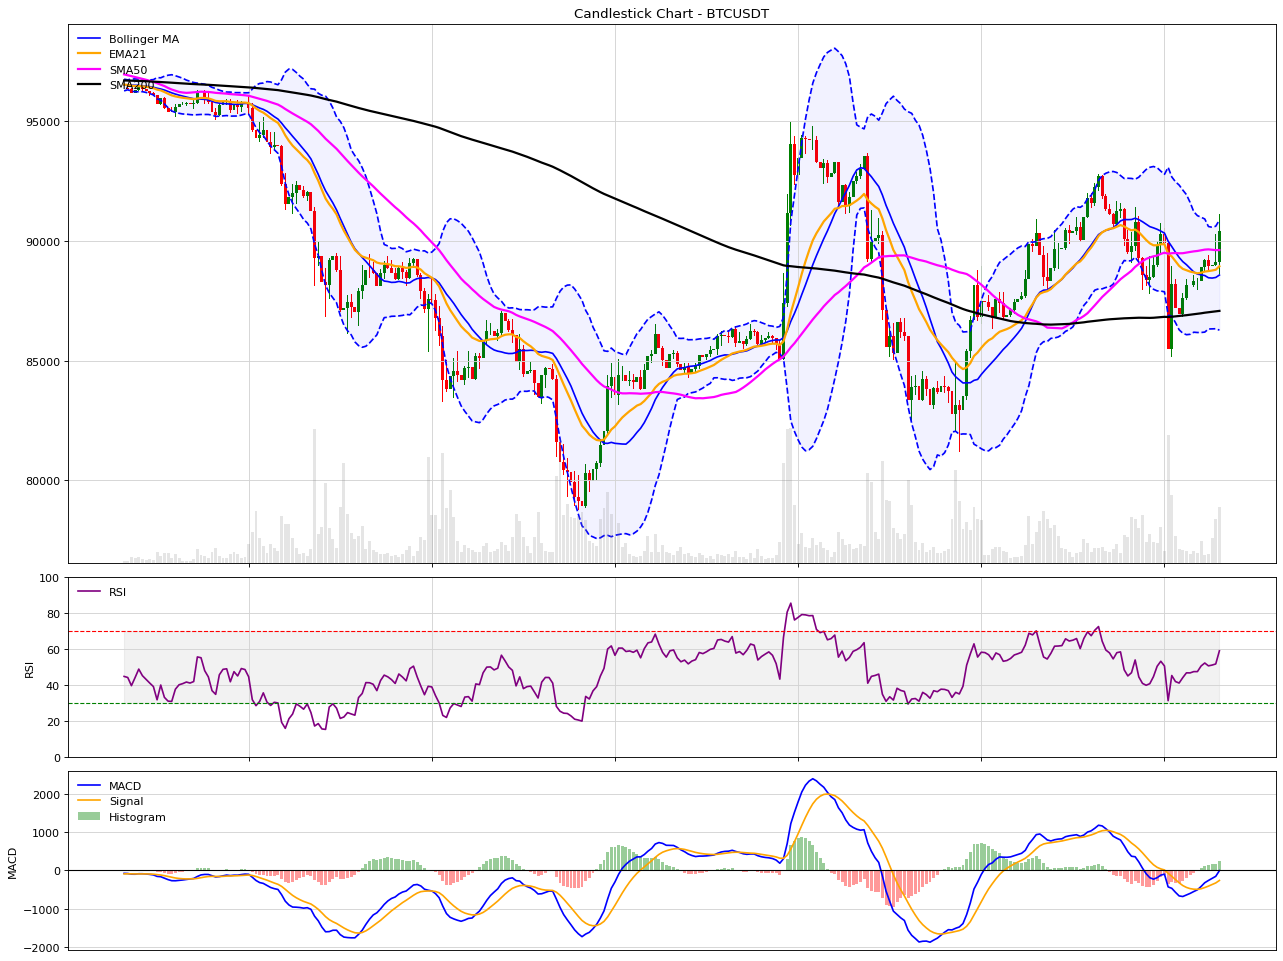 Candlestick Chart - BTCUSDT
Bollinger MA
EMA21
SMA50
SMA200
95000
90000
85000
80000
RSI
RSI
100
80
60
40
20
0
MACD
Signal
Histogram
MACD
2000
1000
0
−1000
−2000